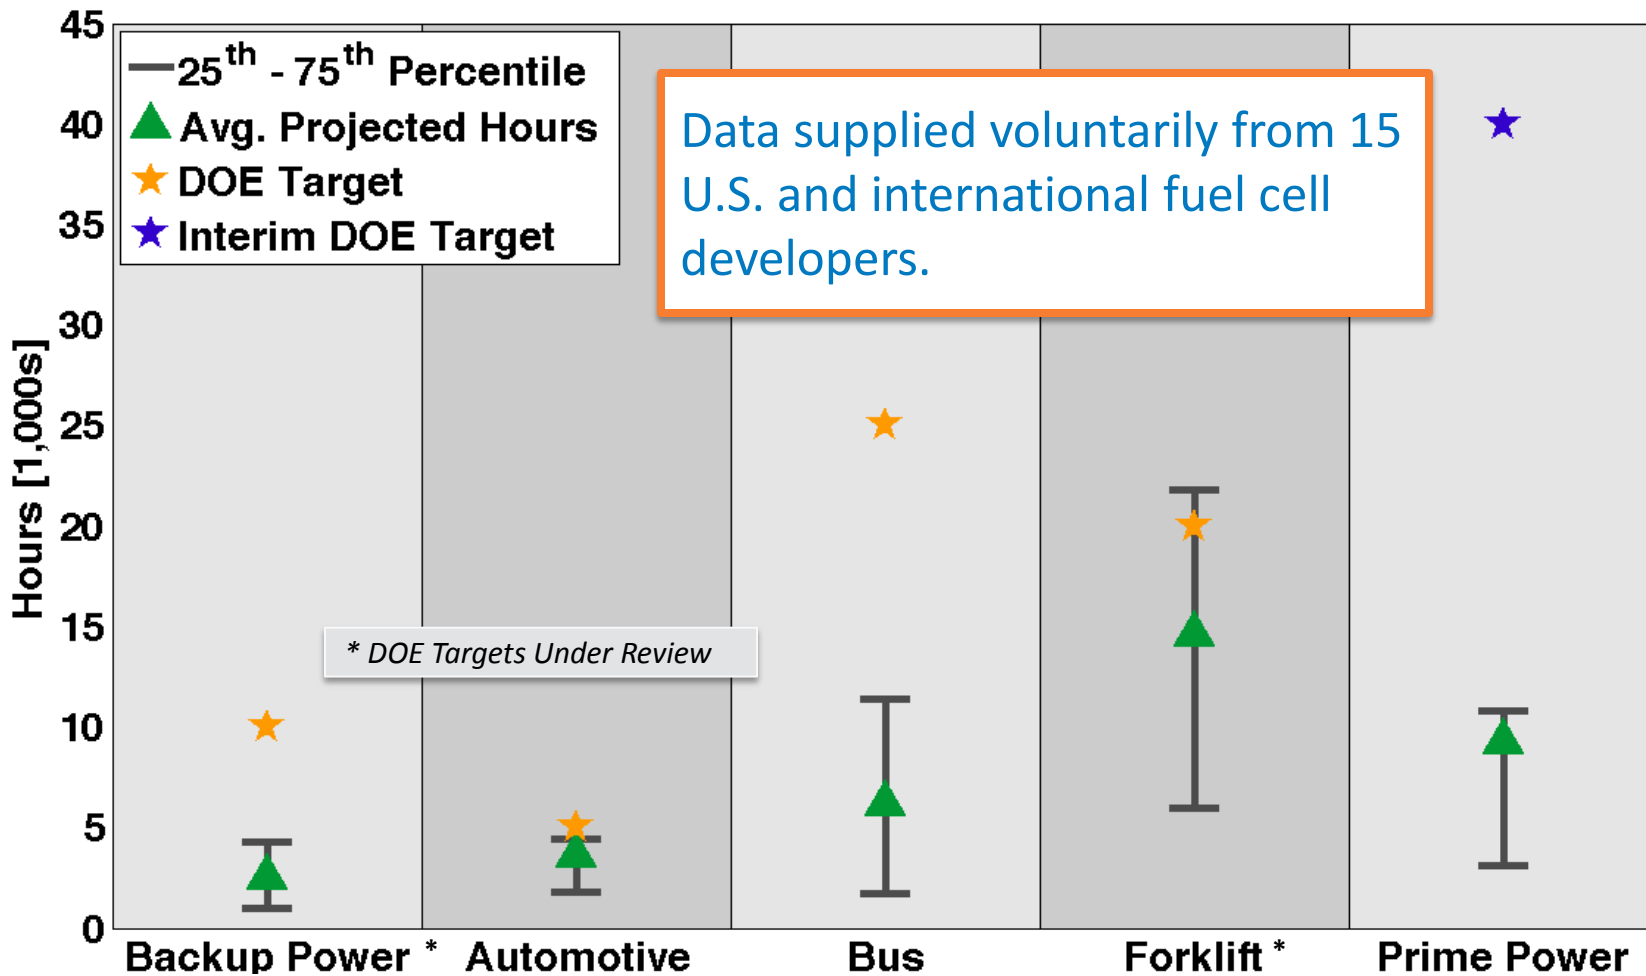 45
40
35
30
25
20
15
10
5
0
Hours [1,000s]
25th - 75th Percentile
Avg. Projected Hours
DOE Target
Interim DOE Target
Data supplied voluntarily from 15
U.S. and international fuel cell
developers.
* DOE Targets Under Review
Backup Power * Automotive Bus Forklift * Prime Power